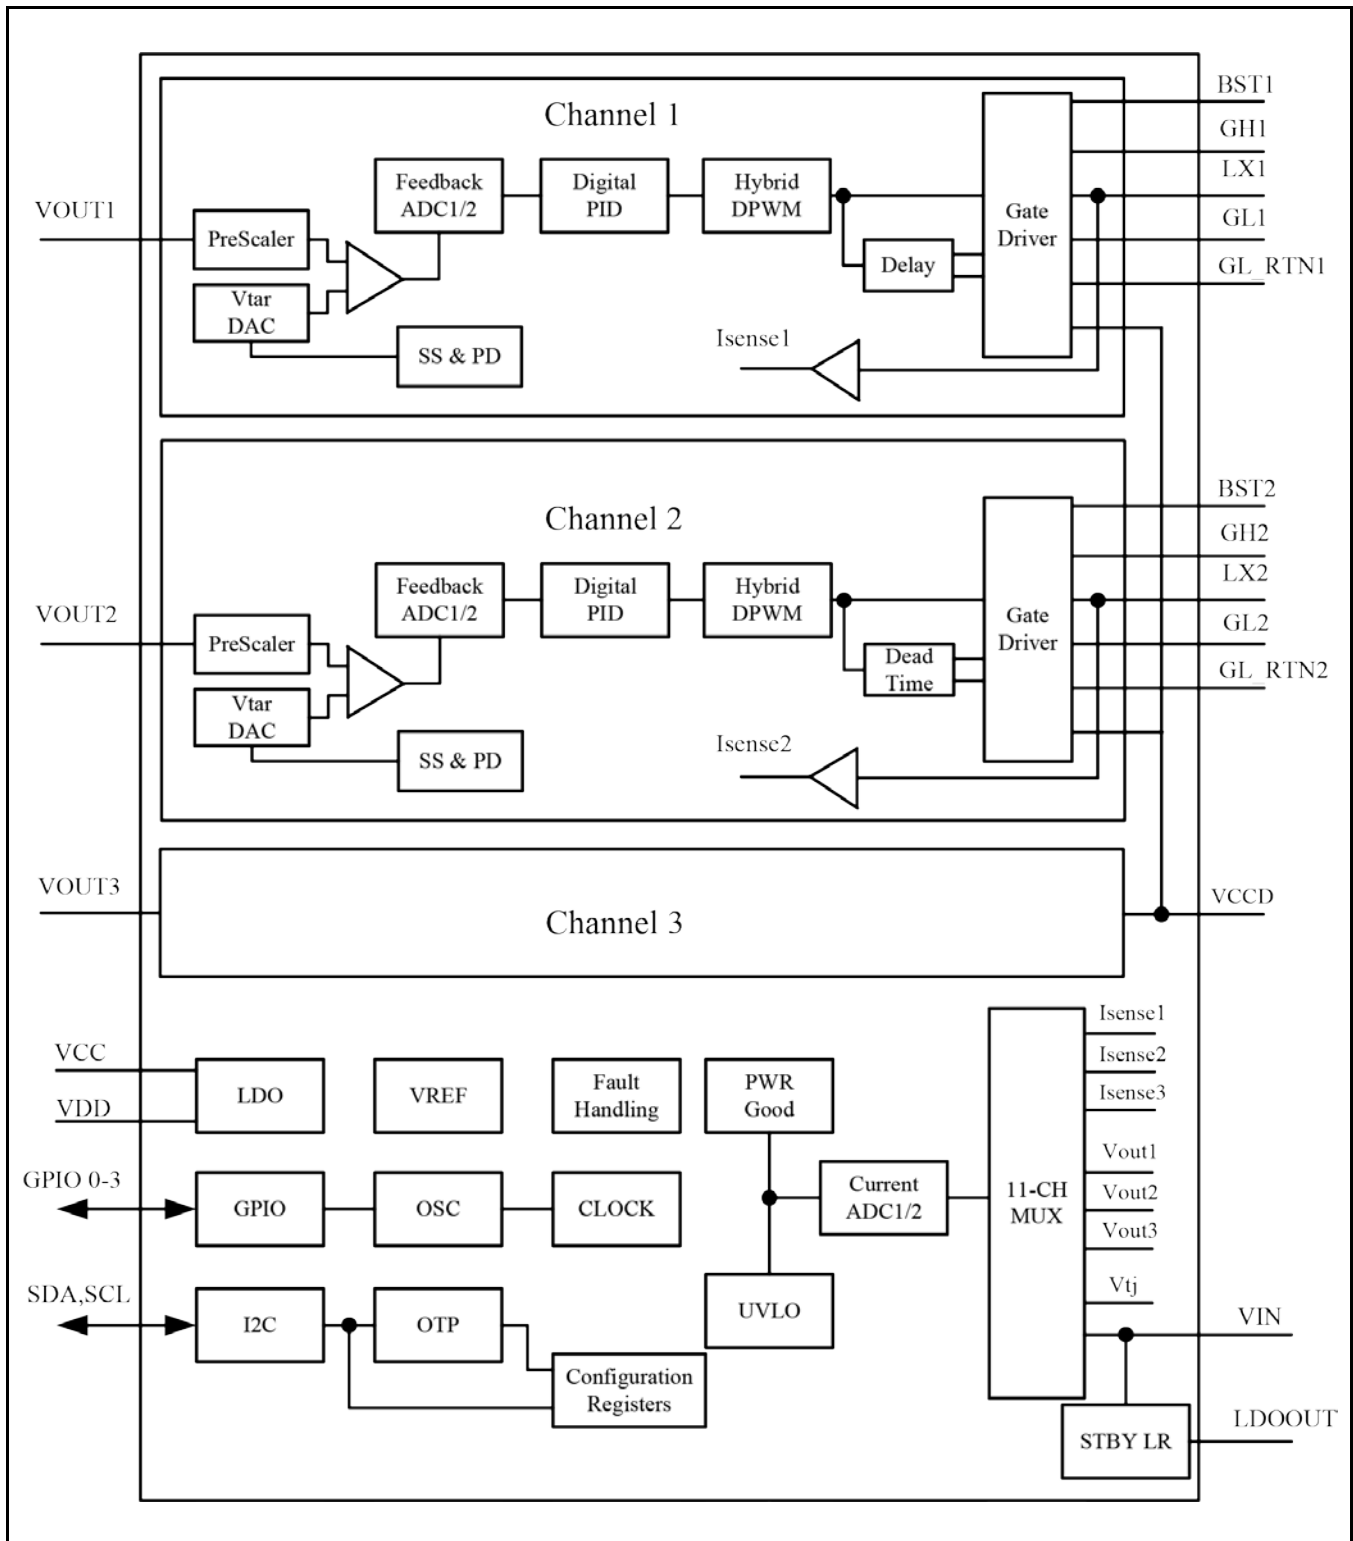 Channel 1
BST1
GH1
LX1
GL1
GL_RTN1
VOUT1
PreScaler
Vtar
DAC
Feedback
ADC1/2
Digital
PID
Hybrid
DPWM
Delay
Gate
Driver
SS & PD
Isense1
Channel 2
BST2
GH2
LX2
GL2
GL_RTN2
VOUT2
PreScaler
Vtar
DAC
Feedback
ADC1/2
Digital
PID
Hybrid
DPWM
Dead
Time
Gate
Driver
SS & PD
Isense2
VOUT3
Channel 3
VCCD
VCC
VDD
LDO
VREF
Fault
Handling
PWR
Good
GPIO 0-3
GPIO
OSC
CLOCK
Current
ADC1/2
11-CH
MUX
Isense1
Isense2
Isense3
Vout1
Vout2
Vout3
Vtj
VIN
SDA,SCL
I2C
OTP
UVLO
Configuration
Registers
STBY LR
LDOOUT